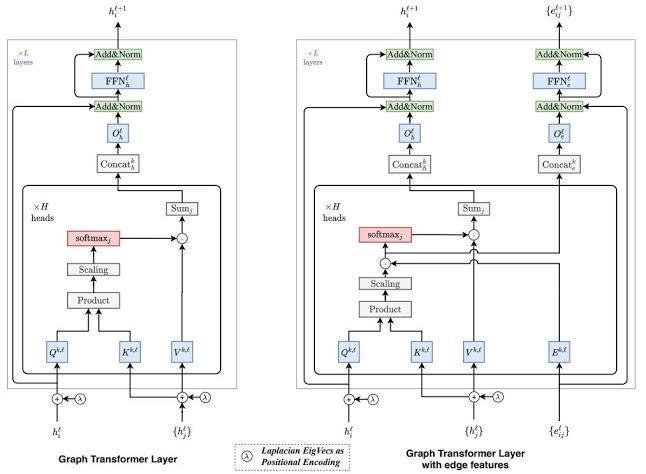 h_i^{ℓ+1}
×L
layers
Add&Norm
FFN_h^ℓ
Add&Norm
O_h^ℓ
Concat_h^k
×H
heads
Sum_j
softmax_j
·
Scaling
Product
Q^{k,ℓ}
K^{k,ℓ}
V^{k,ℓ}
+
λ
+
λ
h_i^ℓ
{h_j^ℓ}
Graph Transformer Layer
h_i^{ℓ+1}
{e_{ij}^{ℓ+1}}
×L
layers
Add&Norm
Add&Norm
FFN_h^ℓ
FFN_e^ℓ
Add&Norm
Add&Norm
O_h^ℓ
O_e^ℓ
Concat_h^k
Concat_e^k
×H
heads
Sum_j
softmax_j
·
·
Scaling
Product
Q^{k,ℓ}
K^{k,ℓ}
V^{k,ℓ}
E^{k,ℓ}
+
λ
+
λ
h_i^ℓ
{h_j^ℓ}
{e_{ij}^ℓ}
Graph Transformer Layer
with edge features
λ
Laplacian EigVecs as
Positional Encoding